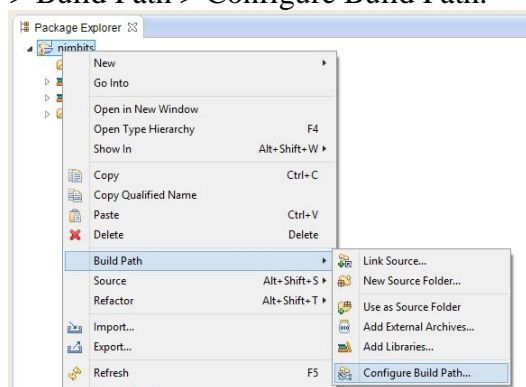 > Build Path > Configure Build Path.
Package Explorer
nimbits
New
Go Into
Open in New Window
Open Type Hierarchy F4
Show In Alt+Shift+W
Copy Ctrl+C
Copy Qualified Name
Paste Ctrl+V
Delete Delete
Build Path
Source Alt+Shift+S
Refactor Alt+Shift+T
Import...
Export...
Refresh F5
Link Source...
New Source Folder...
Use as Source Folder
Add External Archives...
Add Libraries...
Configure Build Path...